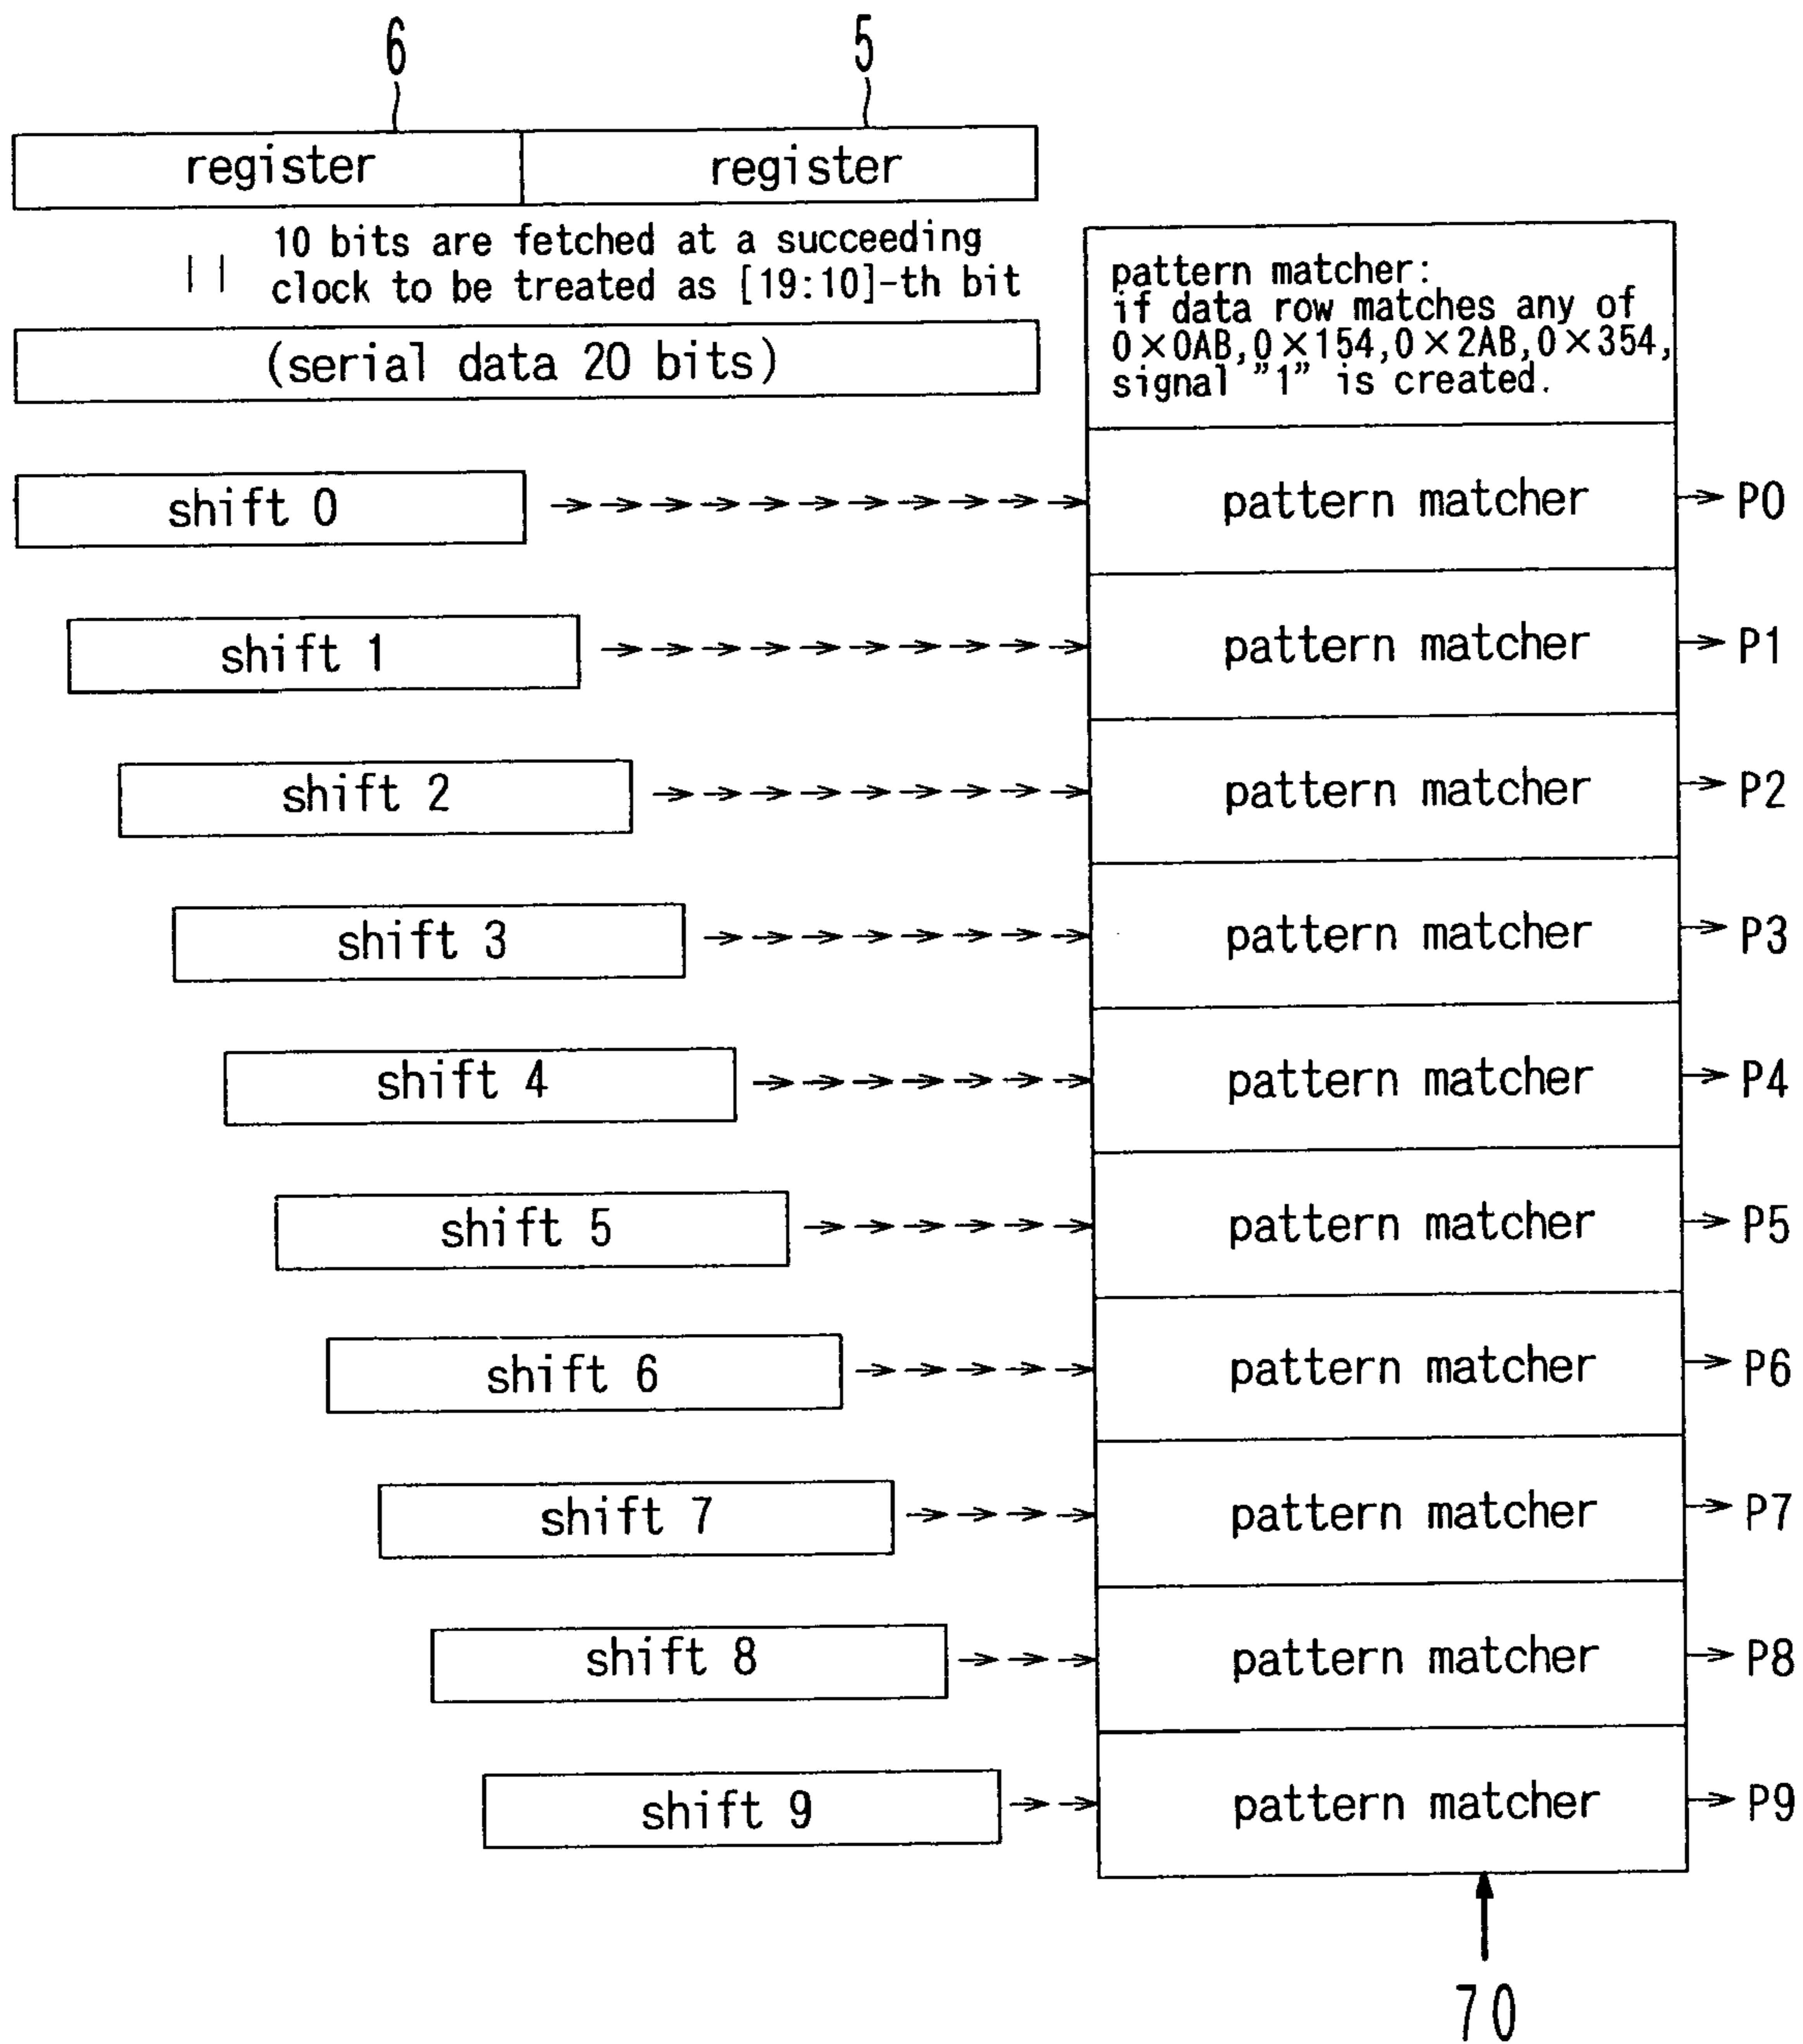 6
5
register
register
10 bits are fetched at a succeeding
clock to be treated as [19:10]-th bit
(serial data 20 bits)
pattern matcher:
if data row matches any of
0×0AB,0×154,0×2AB,0×354,
signal "1" is created.
shift 0
pattern matcher
P0
shift 1
pattern matcher
P1
shift 2
pattern matcher
P2
shift 3
pattern matcher
P3
shift 4
pattern matcher
P4
shift 5
pattern matcher
P5
shift 6
pattern matcher
P6
shift 7
pattern matcher
P7
shift 8
pattern matcher
P8
shift 9
pattern matcher
P9
70